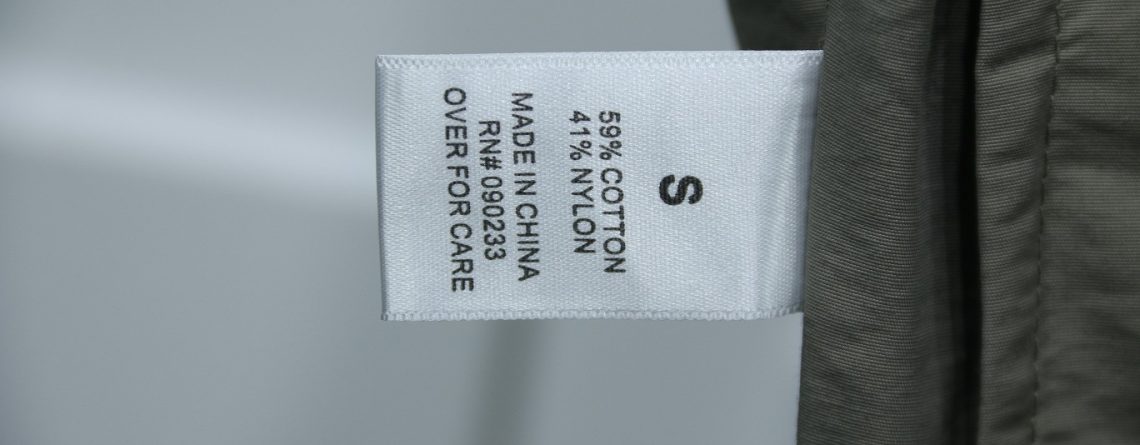 S
59% COTTON
41% NYLON
MADE IN CHINA
RN# 090233
OVER FOR CARE